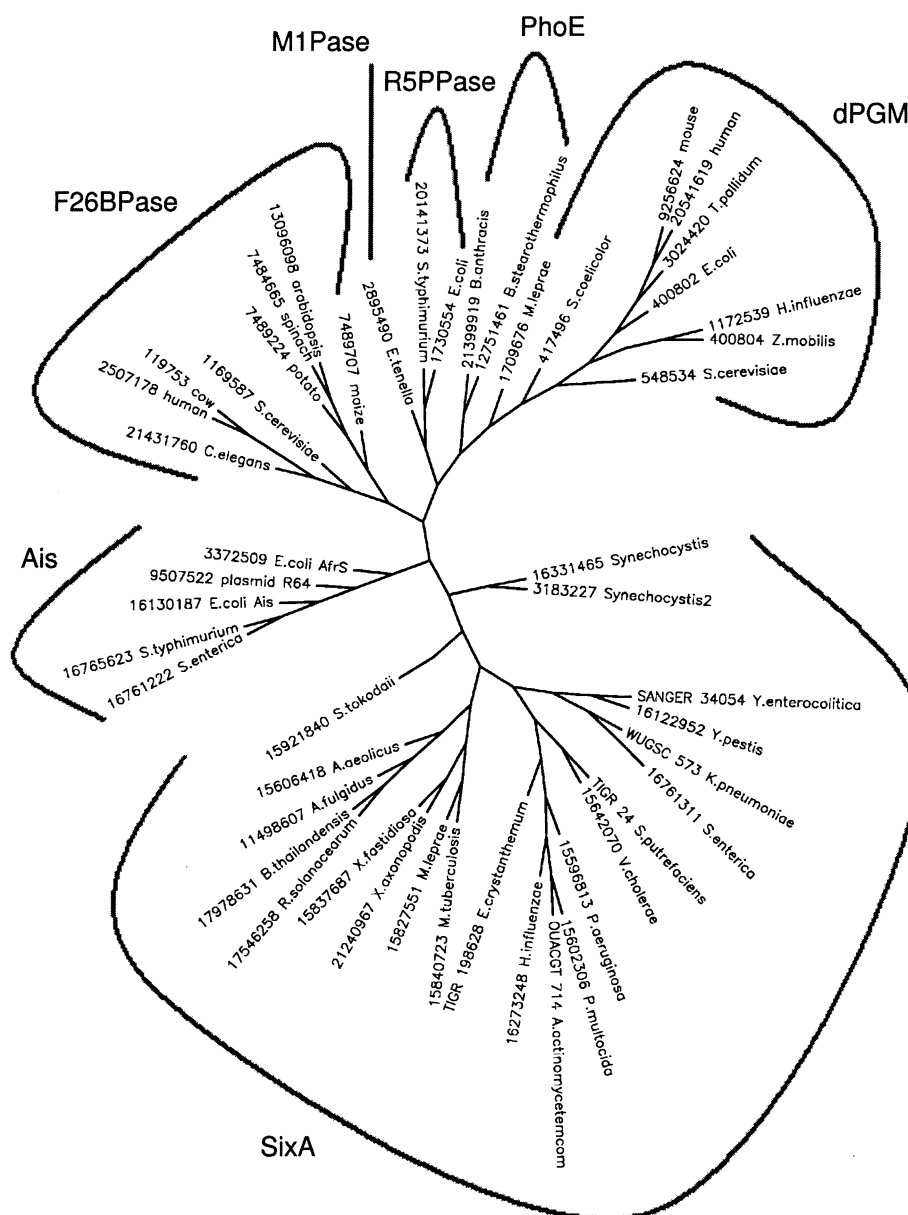 M1Pase
PhoE
R5PPase
dPGM
F26BPase
9256624 mouse
20541619 human
3024420 T.pallidum
400802 E.coli
1172539 H.influenzae
400804 Z.mobilis
548534 S.cerevisiae
417496 S.coelicolor
1709676 M.leprae
12751461 B.stearothermophilus
21399919 B.anthracis
1730554 E.coli
20141373 S.typhimurium
2895490 E.tenella
7489707 maize
13096098 arabidopsis
7484665 spinach
7489224 potato
1169587 S.cerevisiae
119753 cow
2507178 human
21431760 C.elegans
Ais
3372509 E.coli AfrS
9507522 plasmid R64
16130187 E.coli Ais
16765623 S.typhimurium
16761222 S.enterica
16331465 Synechocystis
3183227 Synechocystis2
15921840 S.tokodaii
15606418 A.aeolicus
11498607 A.fulgidus
17978631 B.thailandensis
17546258 R.solanacearum
15837687 X.fastidiosa
21240967 X.axonopodis
15827551 M.leprae
15840723 M.tuberculosis
TIGR 198628 E.crystanthemum
16273248 H.influenzae
OUACGT 714 A.actinomycetemcom
15602306 P.multocida
15596813 P.aeruginosa
15642070 V.cholerae
TIGR 24 S.putrefaciens
16761311 S.enterica
WUGSC 573 K.pneumoniae
16122952 Y.pestis
SANGER 34054 Y.enterocolitica
SixA